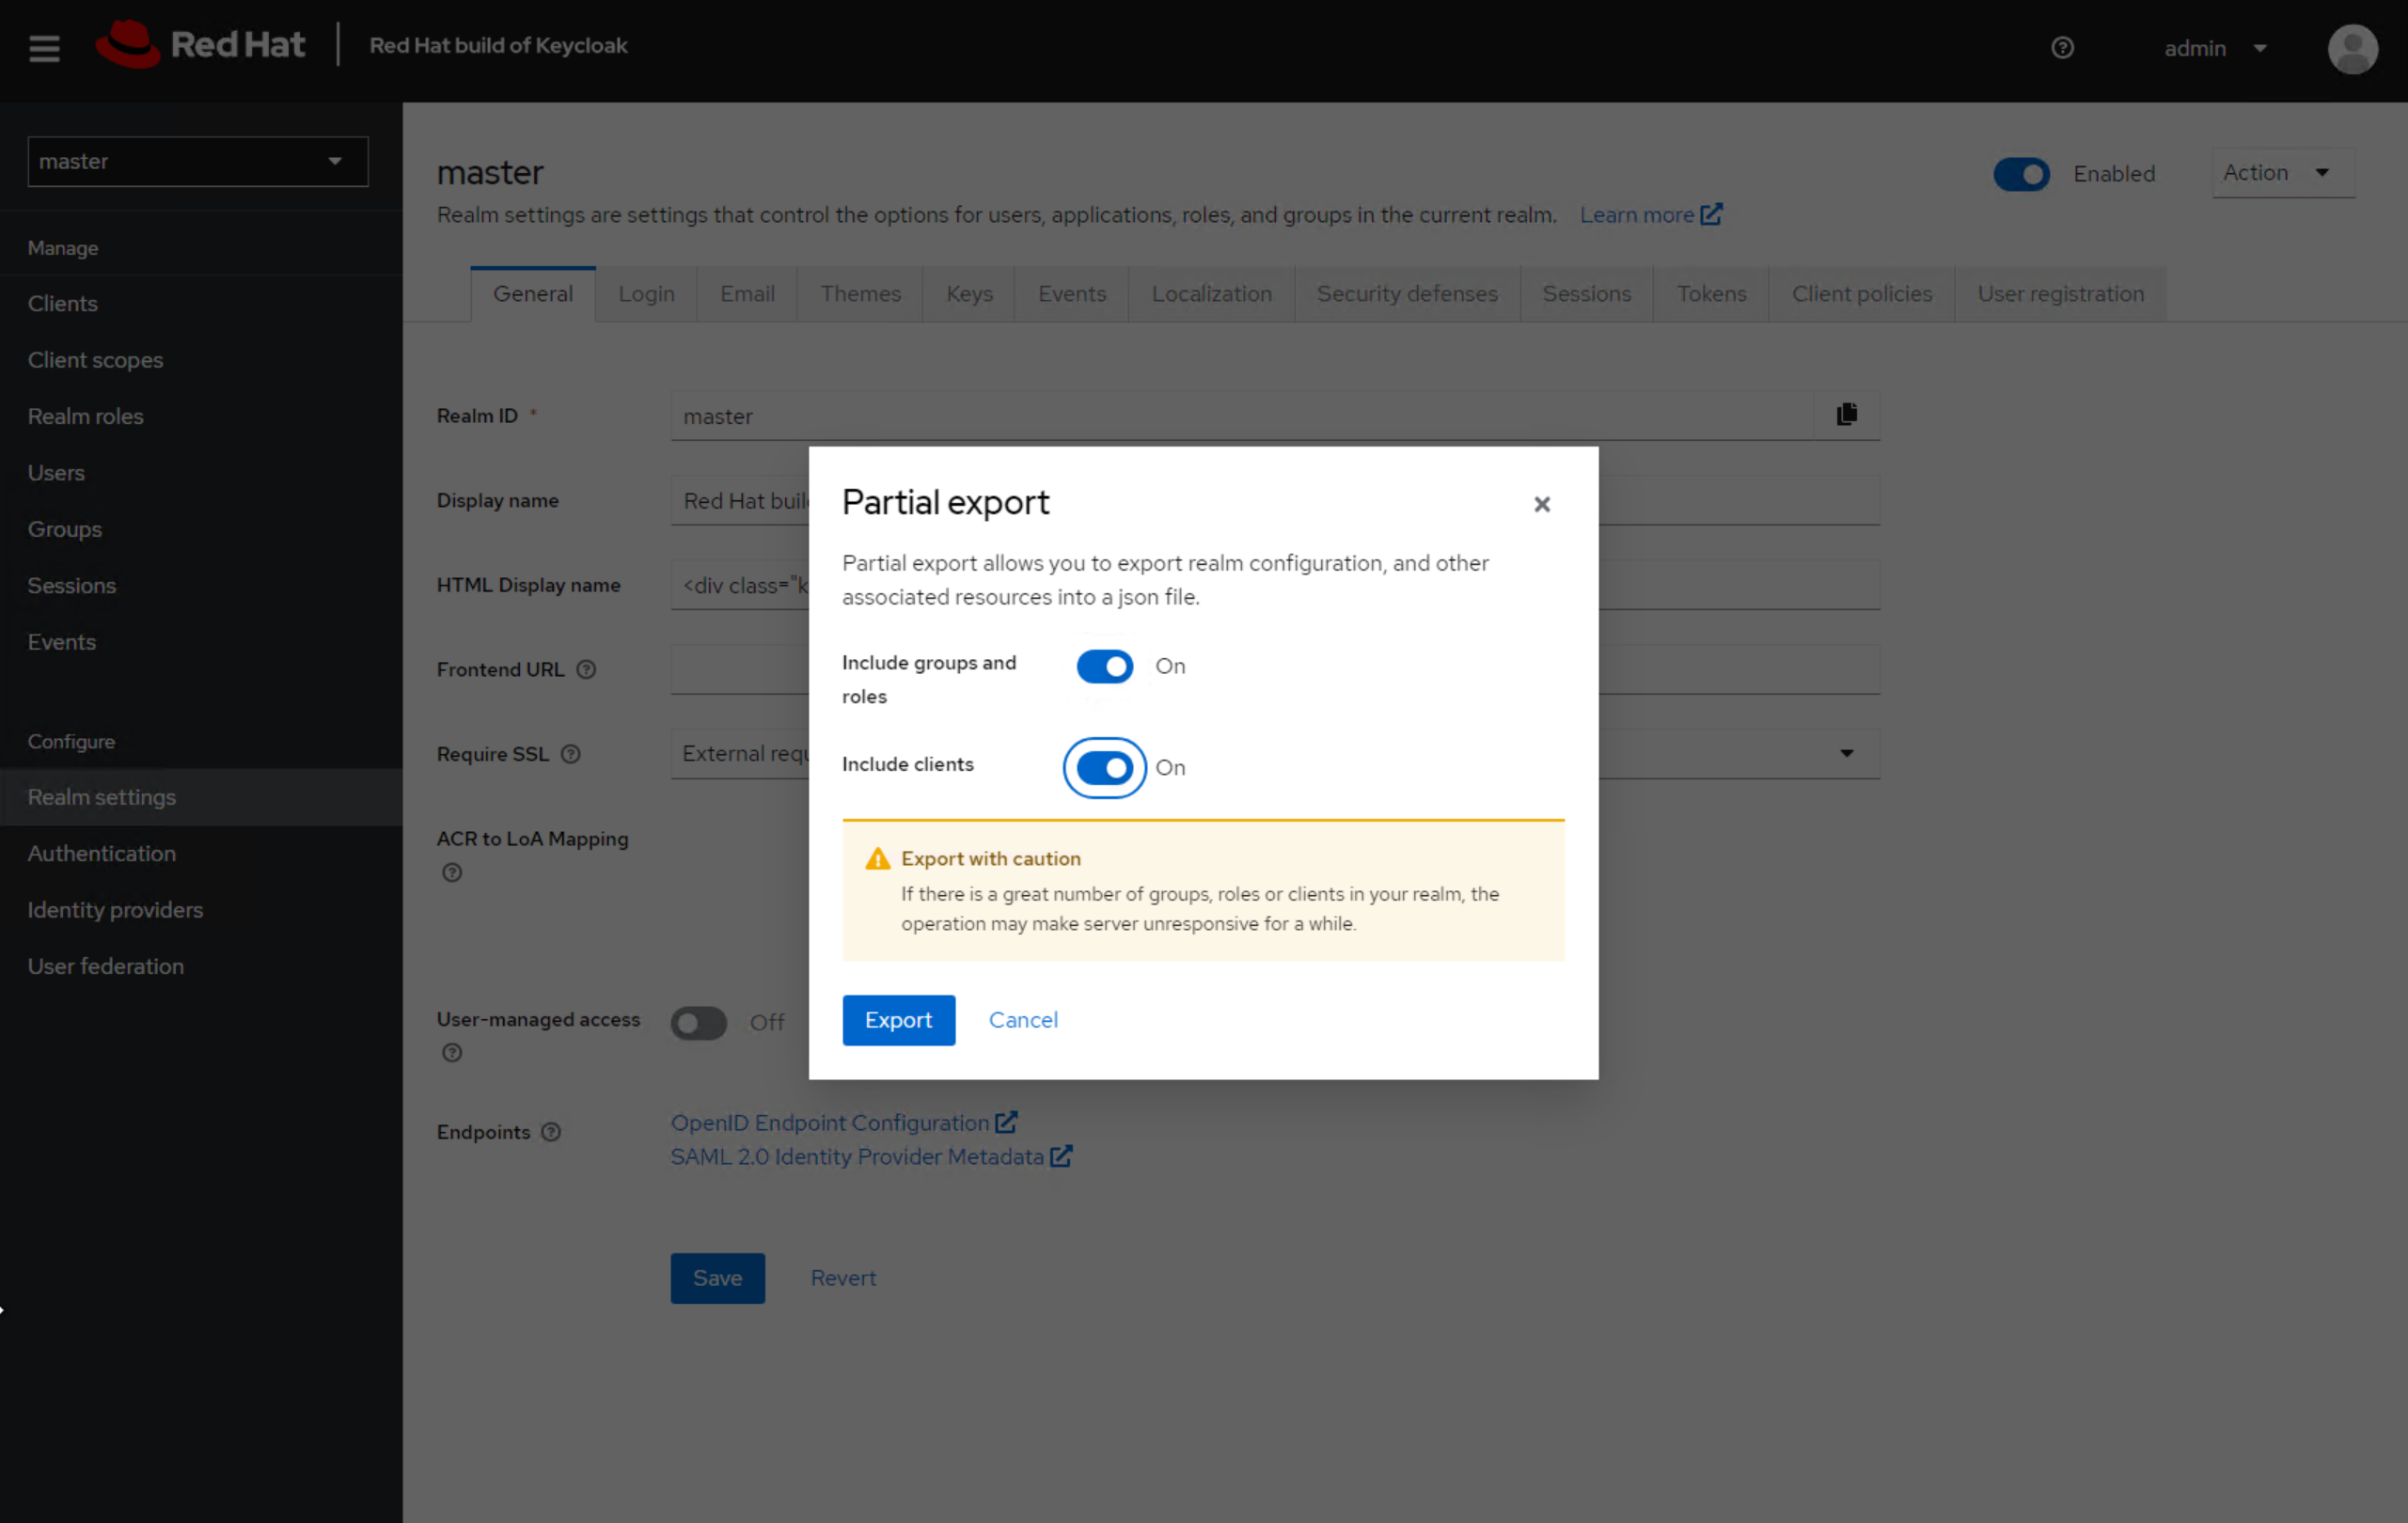 Red Hat
Red Hat build of Keycloak
admin
master
Manage
Clients
Client scopes
Realm roles
Users
Groups
Sessions
Events
Configure
Realm settings
Authentication
Identity providers
User federation
master
Enabled
Action
Realm settings are settings that control the options for users, applications, roles, and groups in the current realm. Learn more
General
Login
Email
Themes
Keys
Events
Localization
Security defenses
Sessions
Tokens
Client policies
User registration
Realm ID *
master
Display name
Red Hat buil
HTML Display name
<div class="k
Frontend URL
Require SSL
External requ
ACR to LoA Mapping
User-managed access
Off
Endpoints
OpenID Endpoint Configuration
SAML 2.0 Identity Provider Metadata
Save
Revert
Partial export
Partial export allows you to export realm configuration, and other
associated resources into a json file.
Include groups and
roles
On
Include clients
On
Export with caution
If there is a great number of groups, roles or clients in your realm, the
operation may make server unresponsive for a while.
Export
Cancel